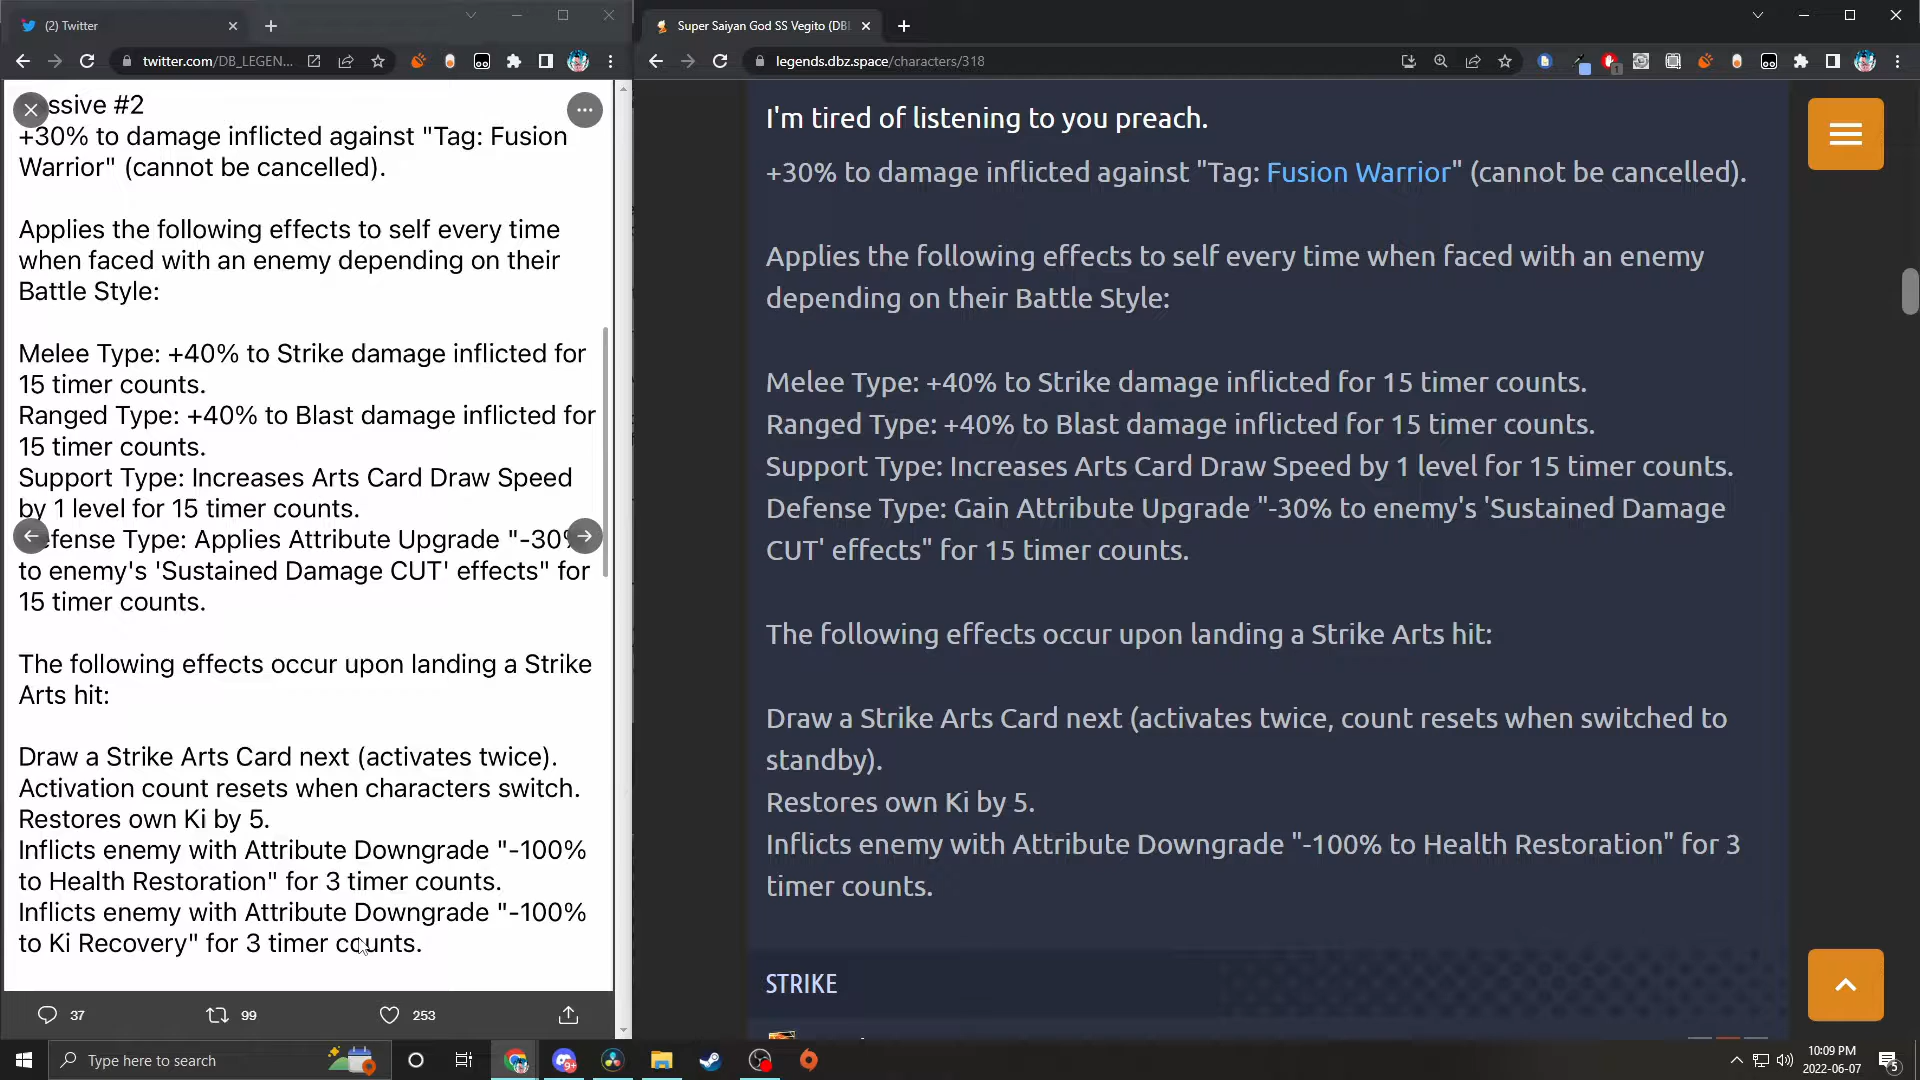 (2) Twitter
Super Saiyan God SS Vegito (DBL
twitter.com/DB_LEGEN...
legends.dbz.space/characters/318
1
ssive #2
+30% to damage inflicted against "Tag: Fusion
Warrior" (cannot be cancelled).
Applies the following effects to self every time
when faced with an enemy depending on their
Battle Style:
Melee Type: +40% to Strike damage inflicted for
15 timer counts.
Ranged Type: +40% to Blast damage inflicted for
15 timer counts.
Support Type: Increases Arts Card Draw Speed
by 1 level for 15 timer counts.
efense Type: Applies Attribute Upgrade "-30%
to enemy's 'Sustained Damage CUT' effects" for
15 timer counts.
The following effects occur upon landing a Strike
Arts hit:
Draw a Strike Arts Card next (activates twice).
Activation count resets when characters switch.
Restores own Ki by 5.
Inflicts enemy with Attribute Downgrade "-100%
to Health Restoration" for 3 timer counts.
Inflicts enemy with Attribute Downgrade "-100%
to Ki Recovery" for 3 timer counts.
37
99
253
I'm tired of listening to you preach.
+30% to damage inflicted against "Tag: Fusion Warrior" (cannot be cancelled).
Applies the following effects to self every time when faced with an enemy
depending on their Battle Style:
Melee Type: +40% to Strike damage inflicted for 15 timer counts.
Ranged Type: +40% to Blast damage inflicted for 15 timer counts.
Support Type: Increases Arts Card Draw Speed by 1 level for 15 timer counts.
Defense Type: Gain Attribute Upgrade "-30% to enemy's 'Sustained Damage
CUT' effects" for 15 timer counts.
The following effects occur upon landing a Strike Arts hit:
Draw a Strike Arts Card next (activates twice, count resets when switched to
standby).
Restores own Ki by 5.
Inflicts enemy with Attribute Downgrade "-100% to Health Restoration" for 3
timer counts.
STRIKE
Type here to search
10:09 PM
2022-06-07
5